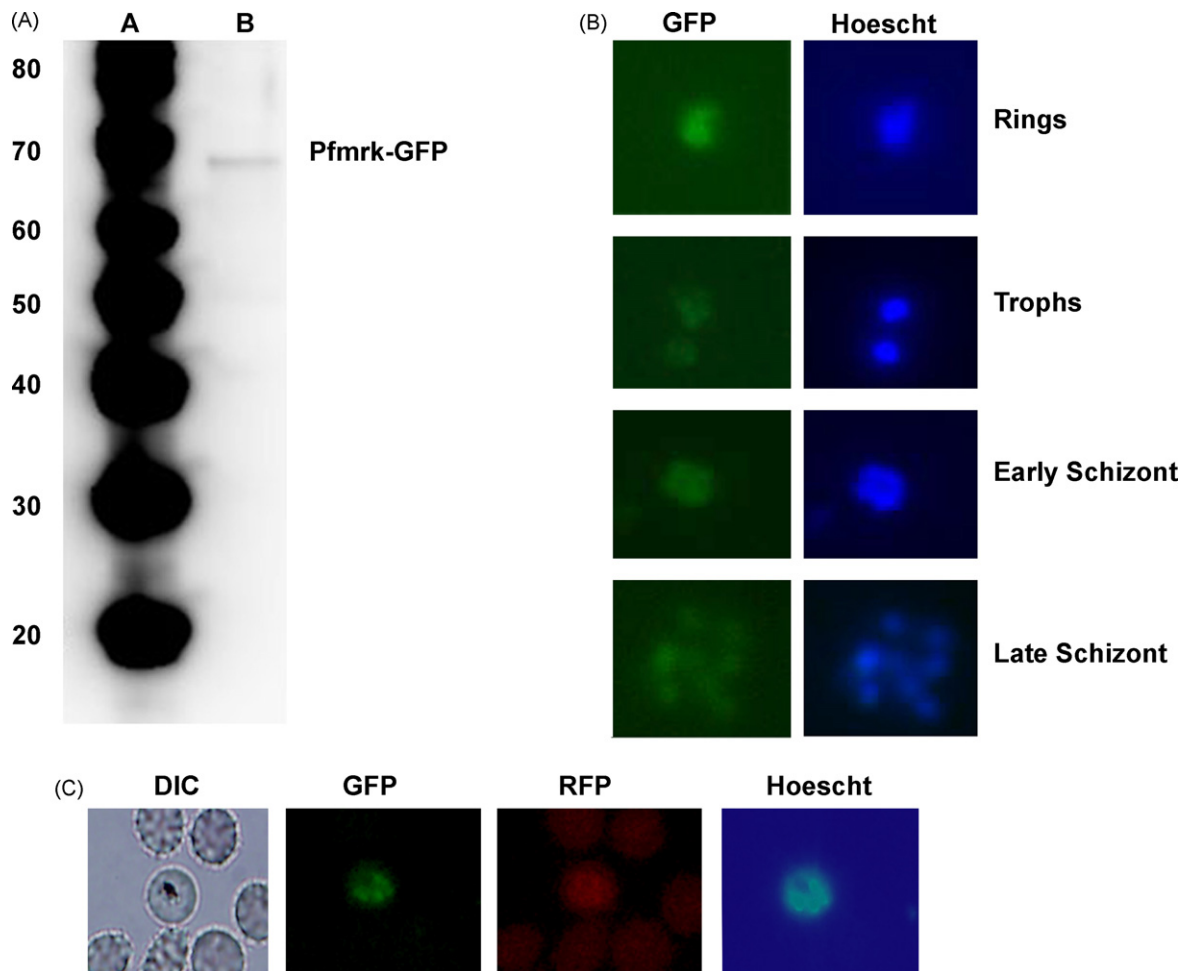 (A)
A B
80
70
60
50
40
30
20
Pfmrk-GFP
(B)
GFP Hoescht
Rings
Trophs
Early Schizont
Late Schizont
(C)
DIC GFP RFP Hoescht